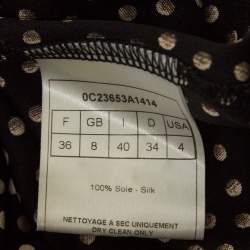 0C23653A1414
F GB I D USA
36 8 40 34 4
100% Soie - Silk
NETTOYAGE A SEC UNIQUEMENT
DRY CLEAN ONLY